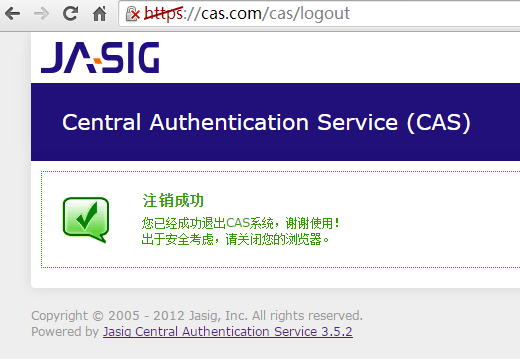 https://cas.com/cas/logout
JASIG
Central Authentication Service (CAS)
注销成功
您已经成功退出CAS系统，谢谢使用！
出于安全考虑，请关闭您的浏览器。
Copyright © 2005 - 2012 Jasig, Inc. All rights reserved.
Powered by Jasig Central Authentication Service 3.5.2